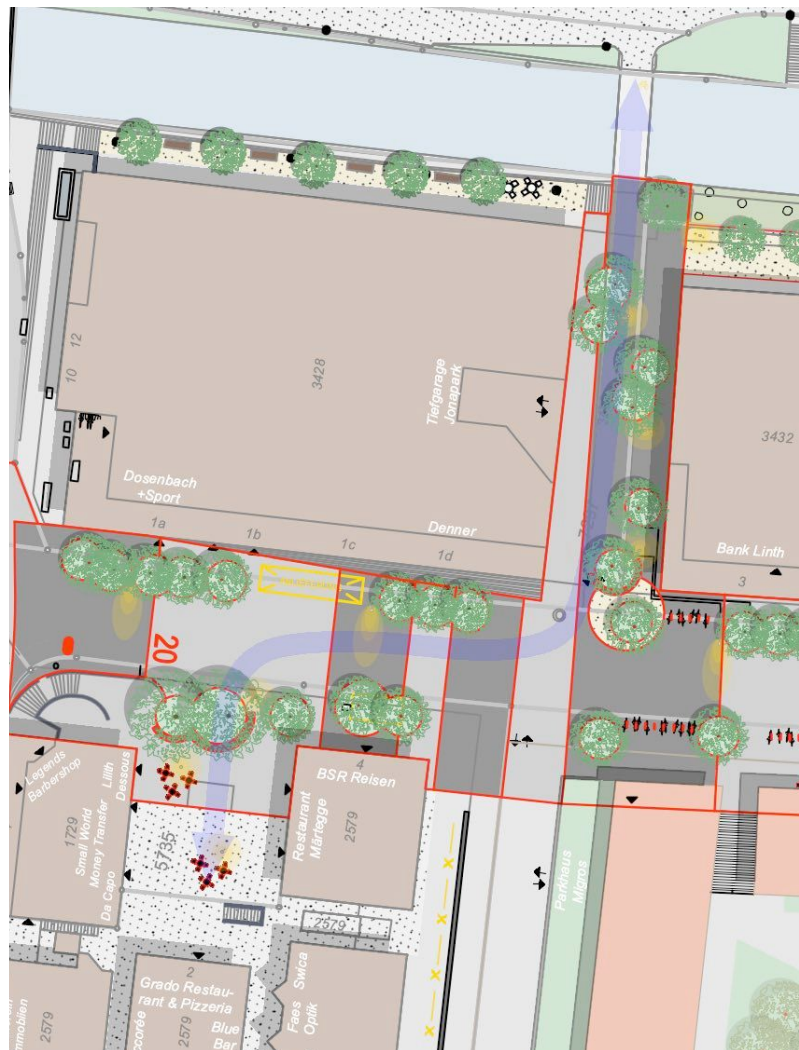 12
10
3428
Tiefgarage
Jonapark
3432
Dosenbach
+Sport
Denner
Bank Linth
1a
1b
1c
1d
3
20
4
BSR Reisen
Legends
Barbershop
Lilith
Dessous
Small World
Money Transfer
1729
Da Capo
5735
Restaurant
Märtegge
2579
Parkhaus
Migros
2579
2
Grado Restau-
rant & Pizzeria
Swica
Faes
Optik
Blue
Bar
2579
2579